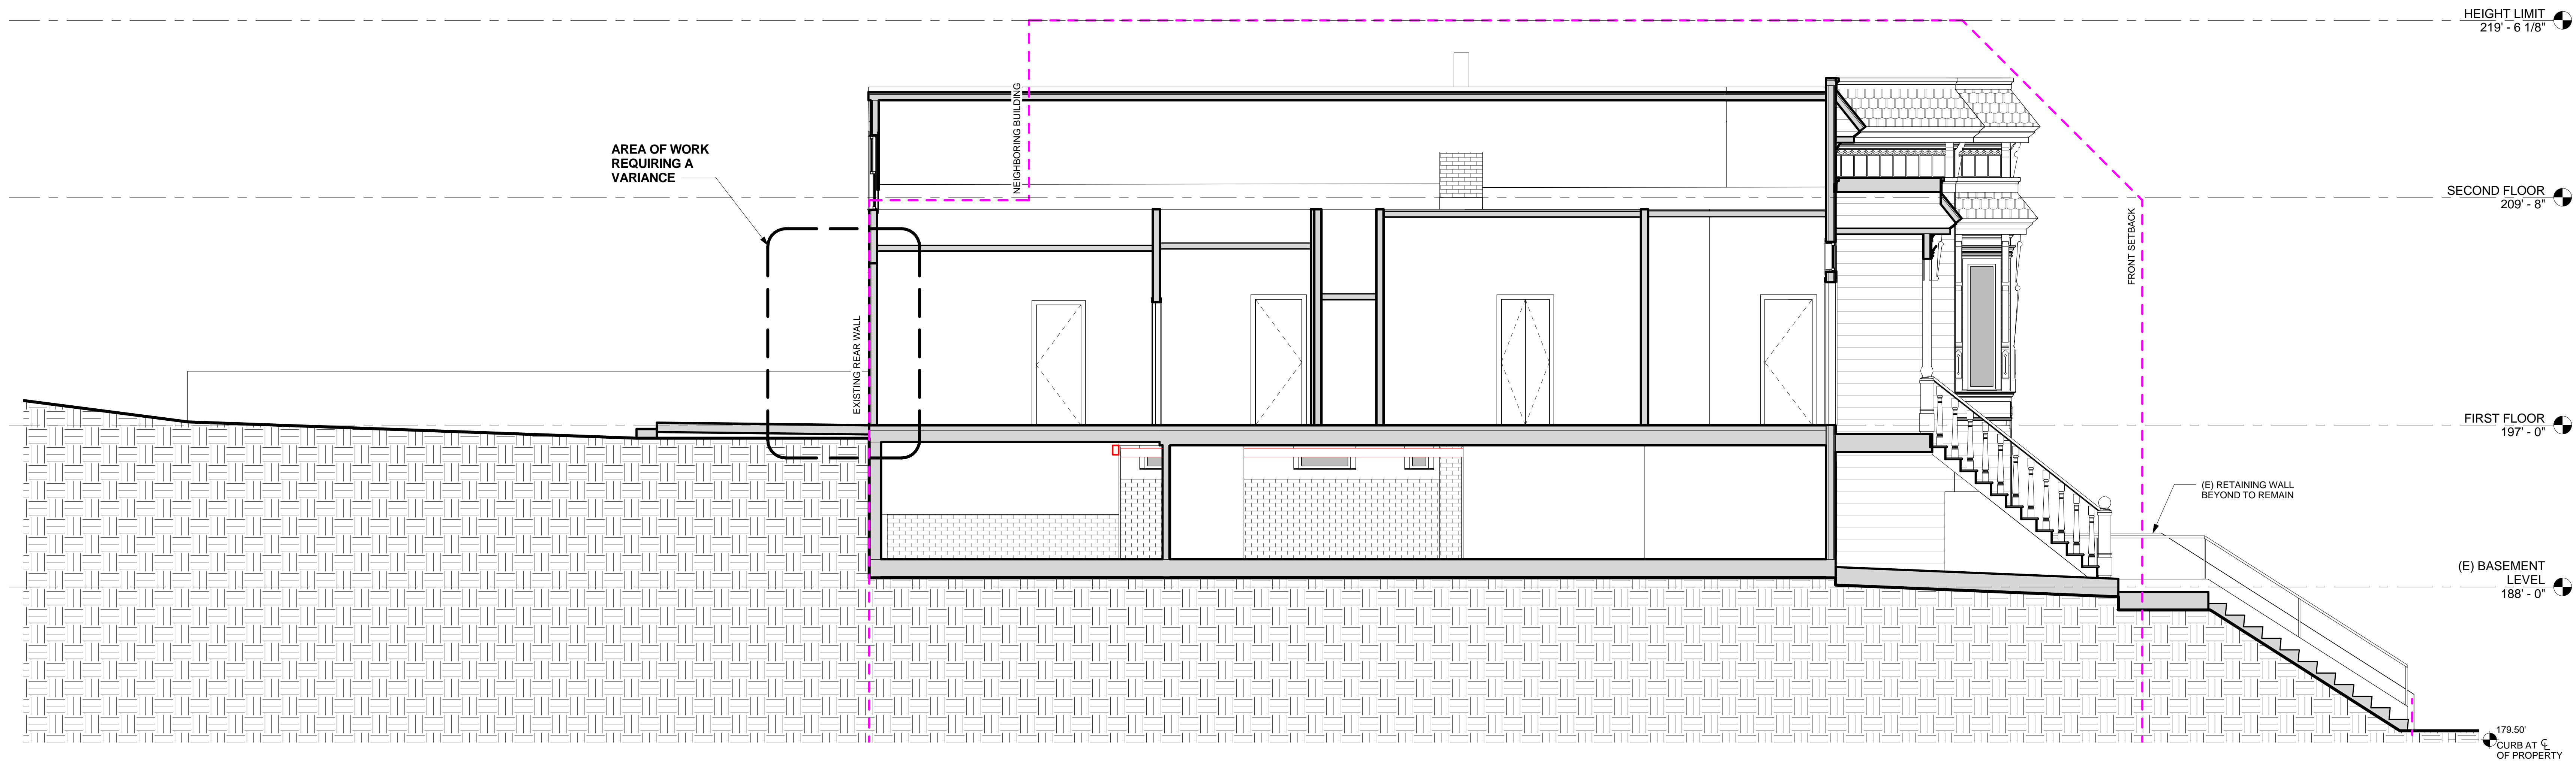 HEIGHT LIMIT
219' - 6 1/8"
NEIGHBORING BUILDING
AREA OF WORK
REQUIRING A
VARIANCE
SECOND FLOOR
209' - 8"
FRONT SETBACK
EXISTING REAR WALL
FIRST FLOOR
197' - 0"
(E) RETAINING WALL
BEYOND TO REMAIN
(E) BASEMENT
LEVEL
188' - 0"
179.50'
CURB AT ℄
OF PROPERTY